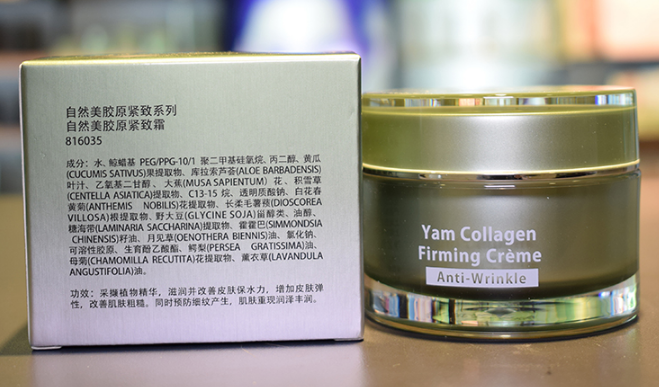 自然美胶原紧致系列
自然美胶原紧致霜
816035
成分：水、鲸蜡基 PEG/PPG-10/1 聚二甲基硅氧烷、丙二醇、黄瓜
(CUCUMIS SATIVUS)果提取物、库拉索芦荟(ALOE BARBADENSIS)
叶汁、乙氧基二甘醇、大蕉(MUSA SAPIENTUM) 花、积雪草
(CENTELLA ASIATICA)提取物、C13-15 烷、透明质酸钠、白花春
黄菊(ANTHEMIS NOBILIS)花提取物、长柔毛薯蓣(DIOSCOREA
VILLOSA)根提取物、野大豆(GLYCINE SOJA)甾醇类、油醇、
糖海带(LAMINARIA SACCHARINA)提取物、霍霍巴(SIMMONDSIA
CHINENSIS)籽油、月见草(OENOTHERA BIENNIS)油、氯化钠、
可溶性胶原、生育酚乙酸酯、鳄梨(PERSEA GRATISSIMA)油、
母菊(CHAMOMILLA RECUTITA)花提取物、薰衣草(LAVANDULA
ANGUSTIFOLIA)油。
功效：采撷植物精华，滋润并改善皮肤保水力，增加皮肤弹
性，改善肌肤粗糙。同时预防细纹产生，肌肤重现润泽丰润。
Yam Collagen
Firming Crème
Anti-Wrinkle